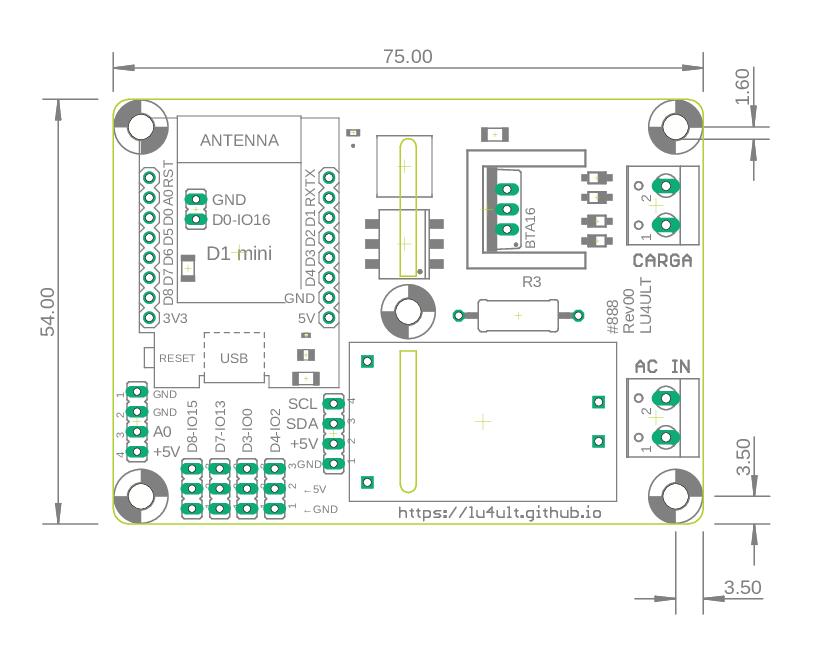 75.00
1.60
54.00
ANTENNA
RST
A0
D0
D5
D6
D7
D8
3V3
TX
RX
D1
D2
D3
D4
GND
5V
GND
D0-IO16
D1 mini
RESET
USB
BTA16
2
1
CARGA
R3
#888
Rev00
LU4ULT
AC IN
2
1
1
GND
2
GND
3
A0
4
+5V
D8-IO15
D7-IO13
D3-IO0
D4-IO2
SCL
4
SDA
3
+5V
2
GND
1
3
2
←5V
1
←GND
https://lu4ult.github.io
3.50
3.50